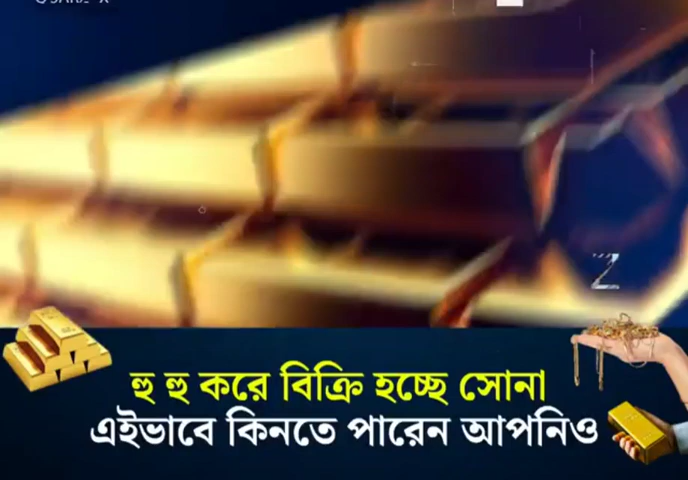 হু হু করে বিক্রি হচ্ছে সোনা
এইভাবে কিনতে পারেন আপনিও
Z